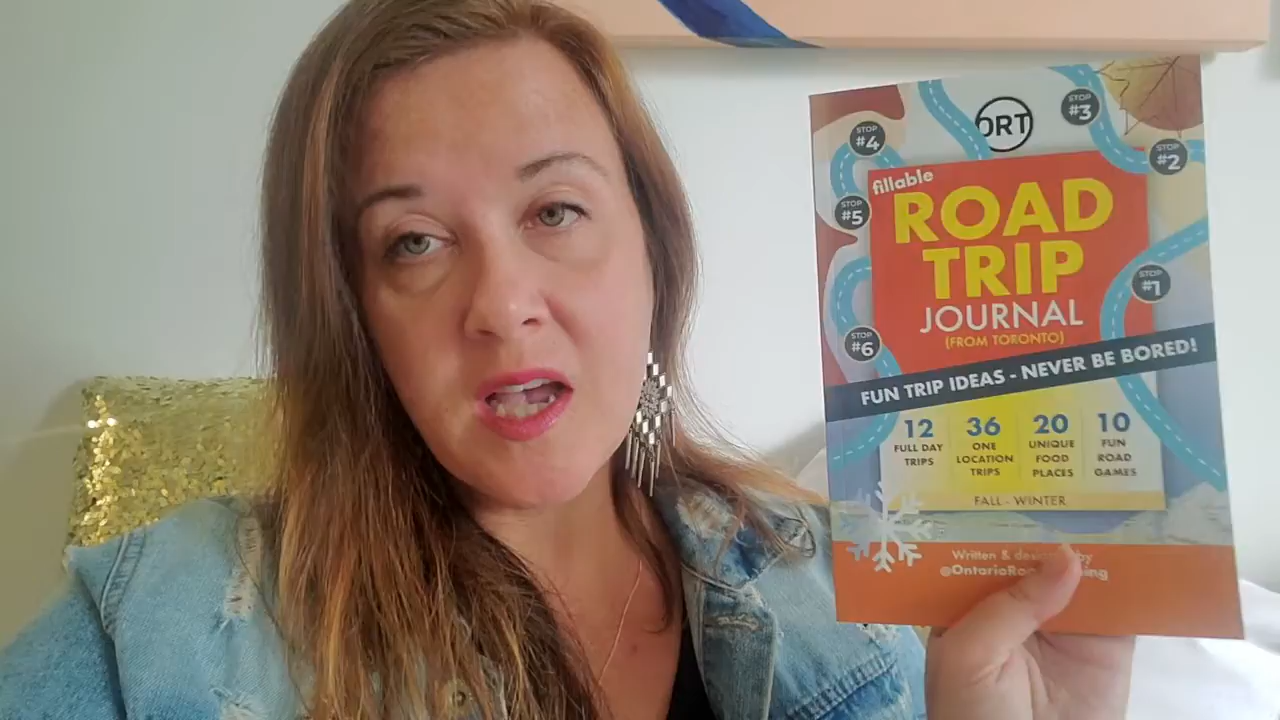 ORT
STOP
#3
STOP
#4
STOP
#2
fillable
STOP
#5
ROAD
TRIP
STOP
#1
JOURNAL
(FROM TORONTO)
STOP
#6
FUN TRIP IDEAS - NEVER BE BORED!
12
FULL DAY
TRIPS
36
ONE
LOCATION
TRIPS
20
UNIQUE
FOOD
PLACES
10
FUN
ROAD
GAMES
FALL - WINTER
Written & by